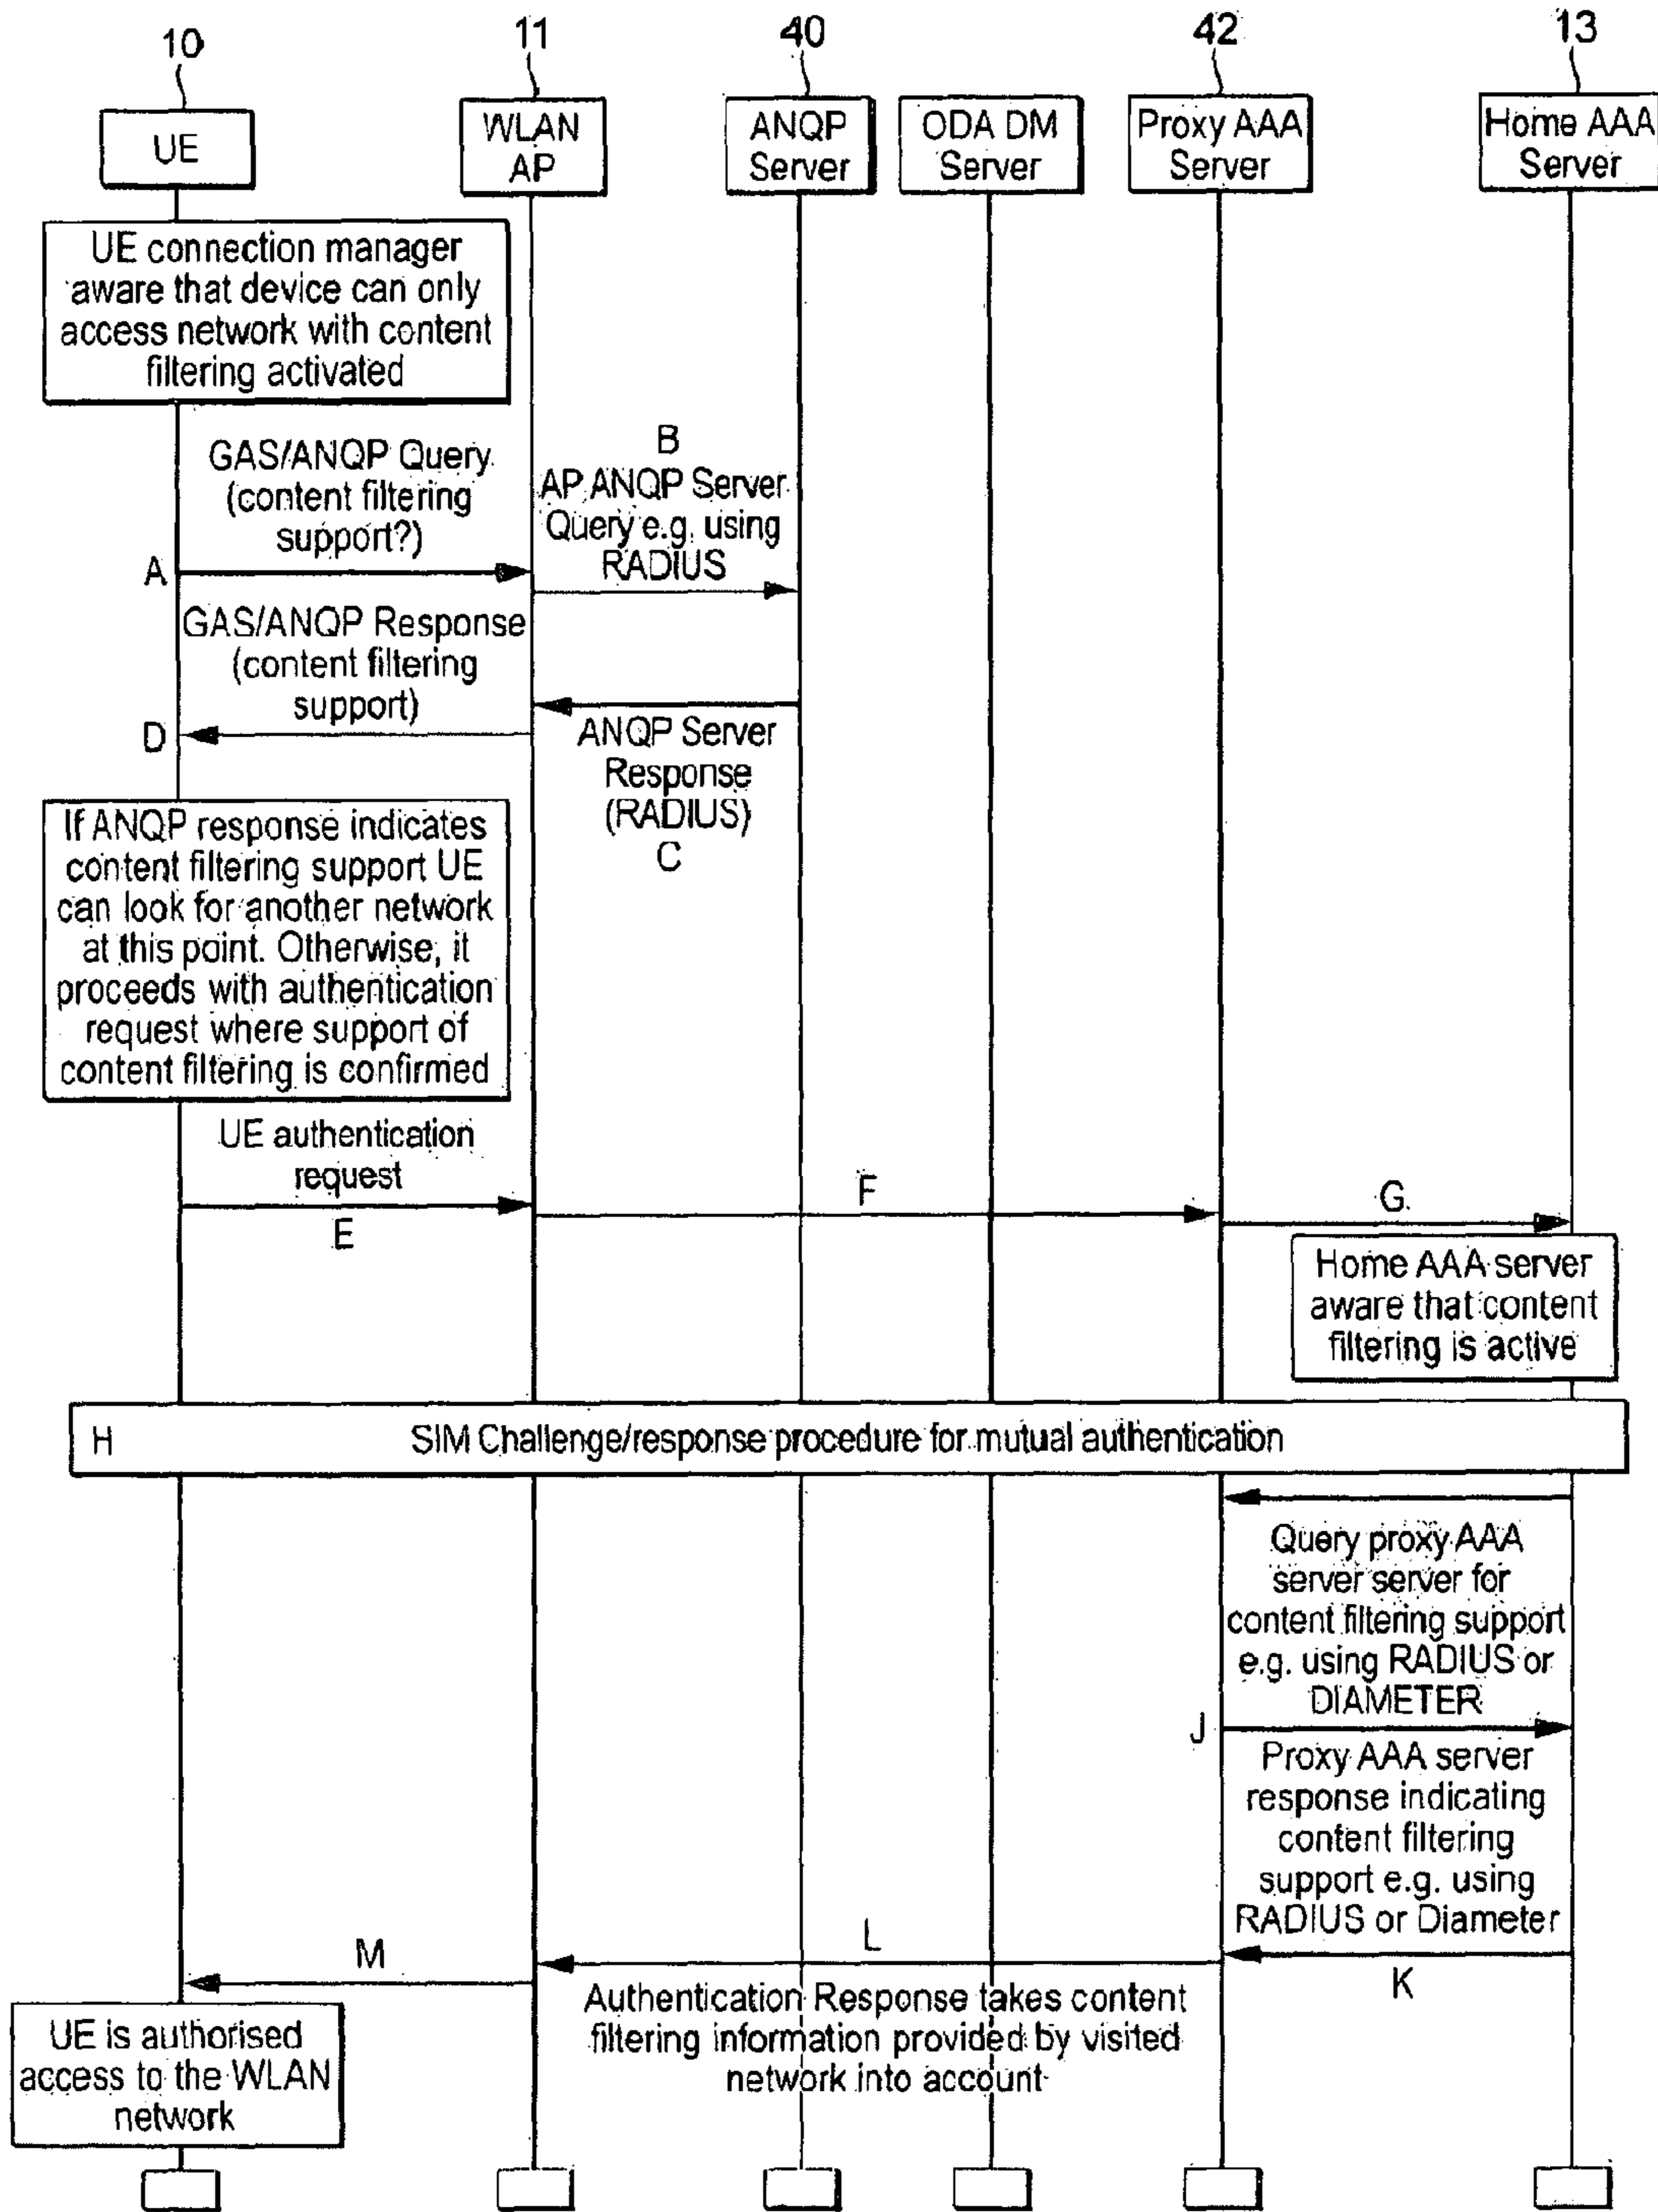 10
11
40
42
13
UE
WLAN
AP
ANQP
Server
ODA DM
Server
Proxy AAA
Server
Home AAA
Server
UE connection manager
aware that device can only
access network with content
filtering activated
GAS/ANQP Query
(content filtering
support?)
A
B
AP ANQP Server
Query e.g. using
RADIUS
GAS/ANQP Response
(content filtering
support)
D
ANQP Server
Response
(RADIUS)
C
If ANQP response indicates
content filtering support UE
can look for another network
at this point. Otherwise, it
proceeds with authentication
request where support of
content filtering is confirmed
UE authentication
request
E
F
G
Home AAA server
aware that content
filtering is active
H
SIM Challenge/response procedure for mutual authentication
Query proxy AAA
server server for
content filtering support
e.g. using RADIUS or
DIAMETER
J
Proxy AAA server
response indicating
content filtering
support e.g. using
RADIUS or Diameter
K
L
M
Authentication Response takes content
filtering information provided by visited
network into account
UE is authorised
access to the WLAN
network